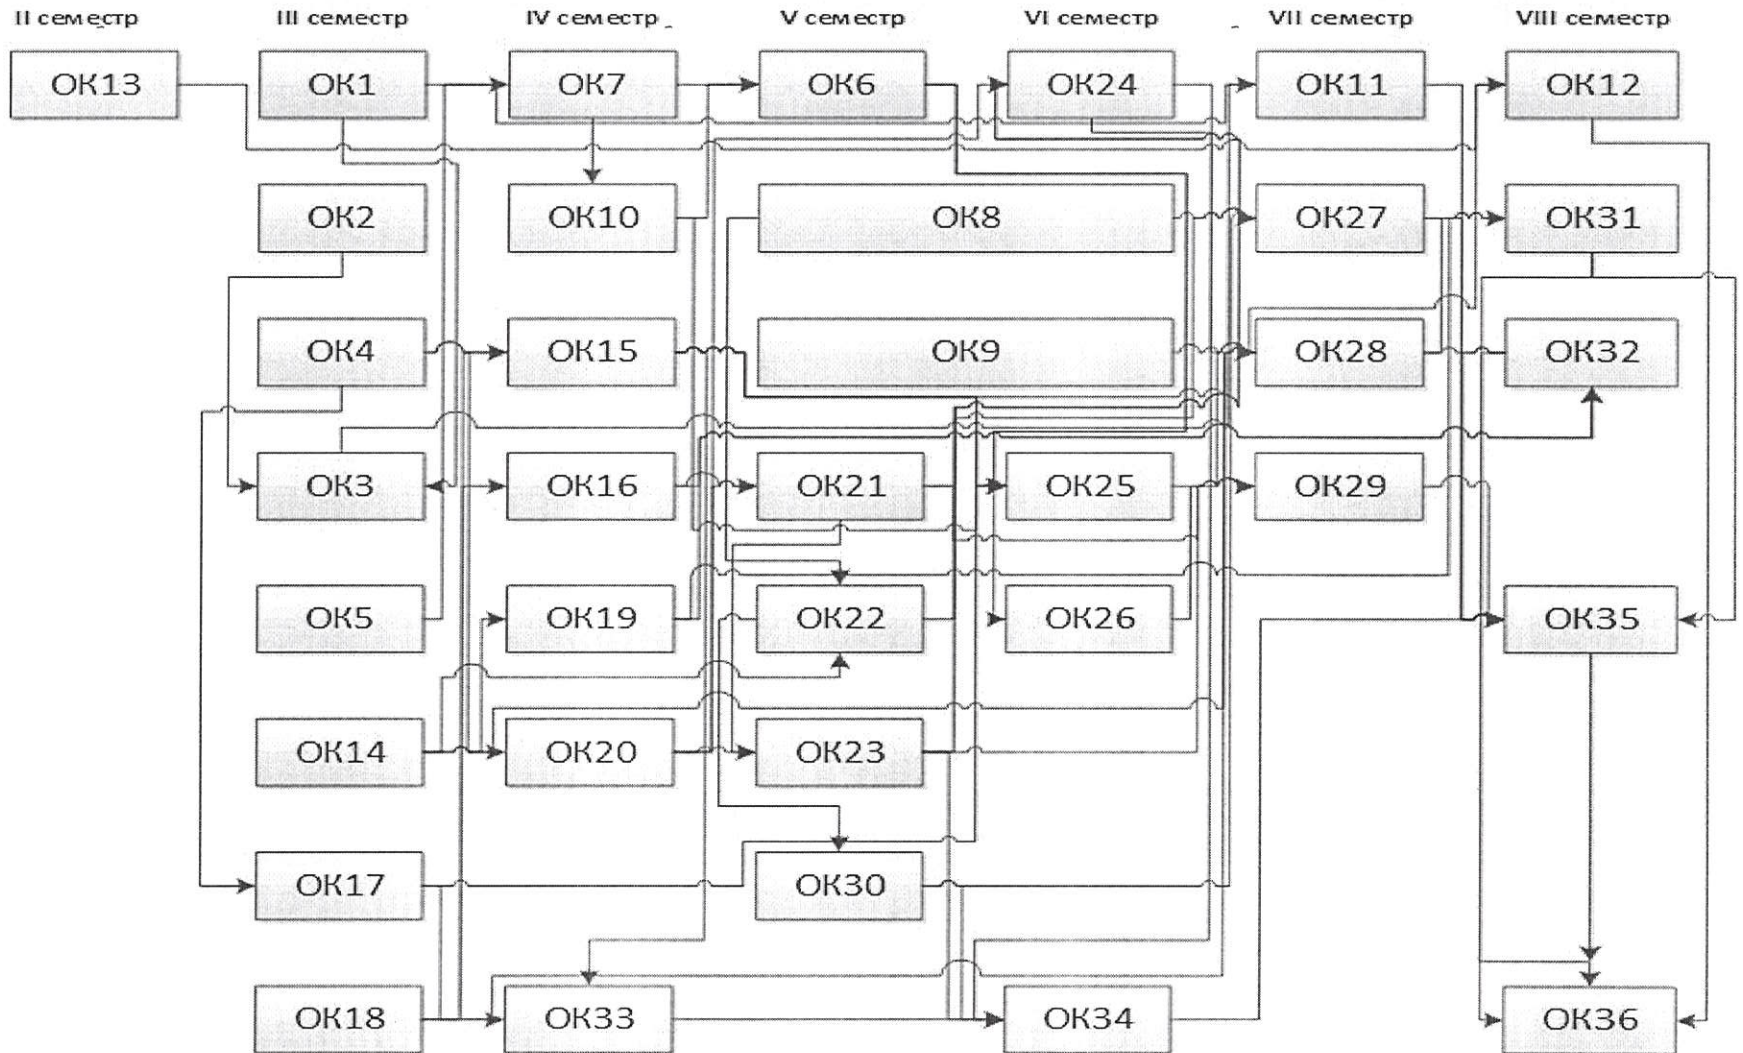 II семестр III семестр IV семестр V семестр VI семестр VII семестр VIII семестр
ОК13 ОК1 ОК7 ОК6 ОК24 ОК11 ОК12
ОК2 ОК10 ОК8 ОК27 ОК31
ОК4 ОК15 ОК9 ОК28 ОК32
ОК3 ОК16 ОК21 ОК25 ОК29
ОК5 ОК19 ОК22 ОК26 ОК35
ОК14 ОК20 ОК23
ОК17 ОК30
ОК18 ОК33 ОК34 ОК36